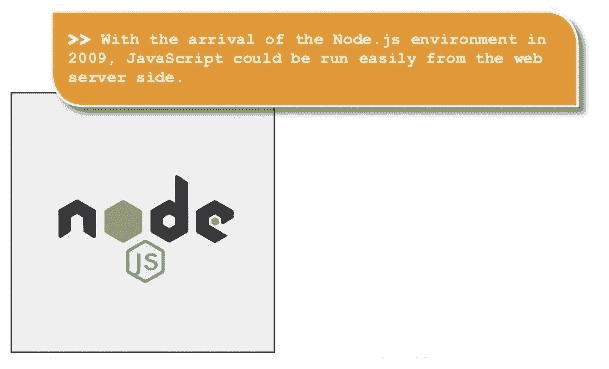 >> With the arrival of the Node.js environment in
2009, JavaScript could be run easily from the web
server side.
node
JS